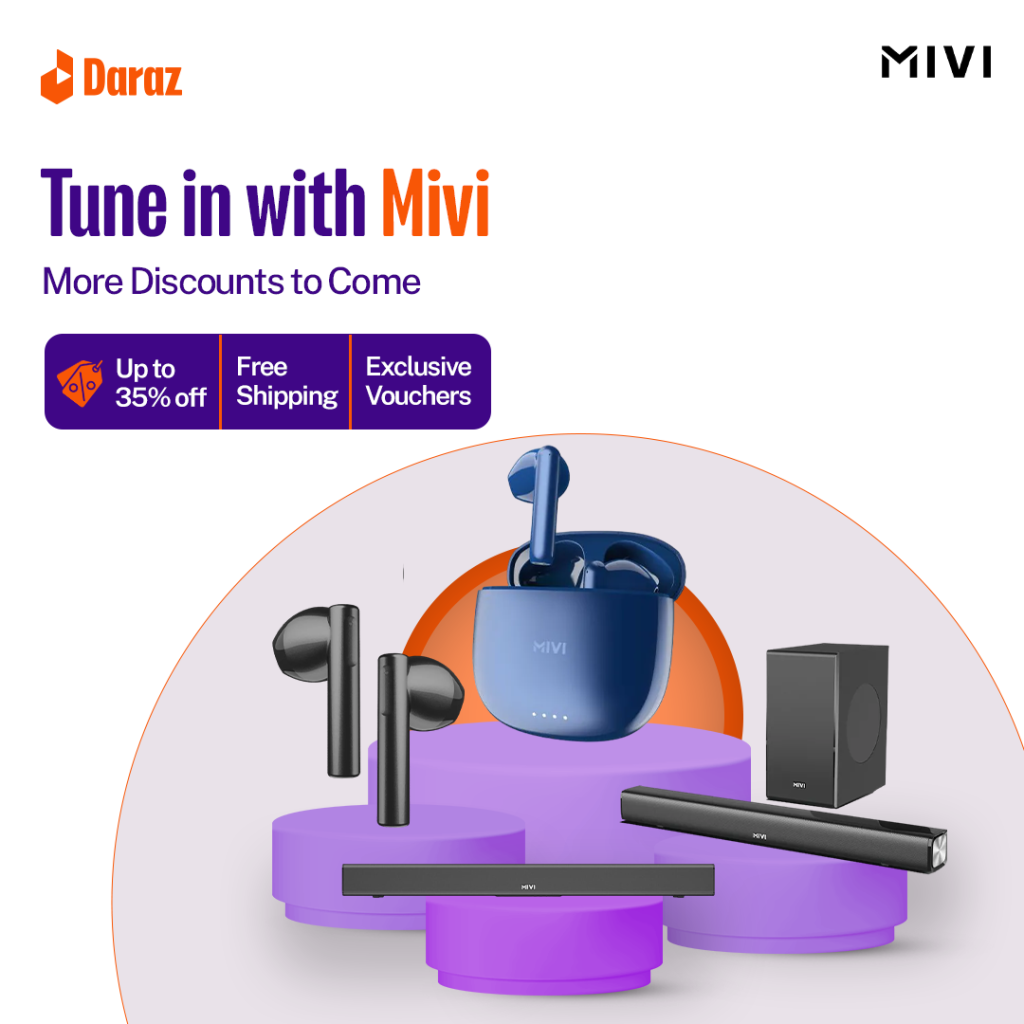 Daraz
MIVI
Tune in with Mivi
More Discounts to Come
Up to
35% off
Free
Shipping
Exclusive
Vouchers
MIVI
MIVI
MIVI
MIVI